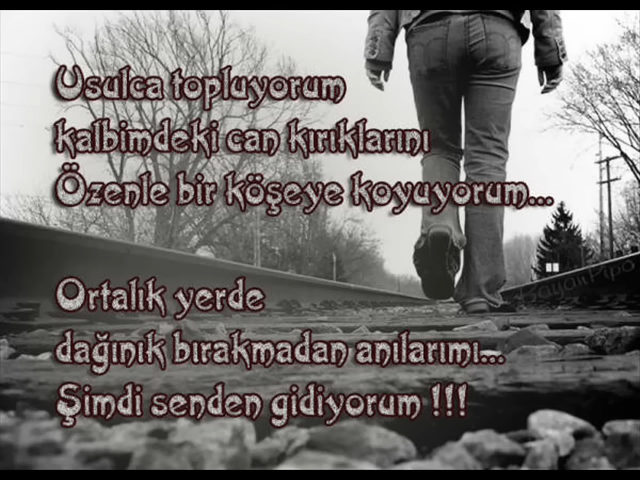 Usulca topluyorum
kalbimdeki can kırıklarını
Özenle bir köşeye koyuyorum...
Ortalık yerde
dağınık bırakmadan anılarımı...
Şimdi senden gidiyorum !!!